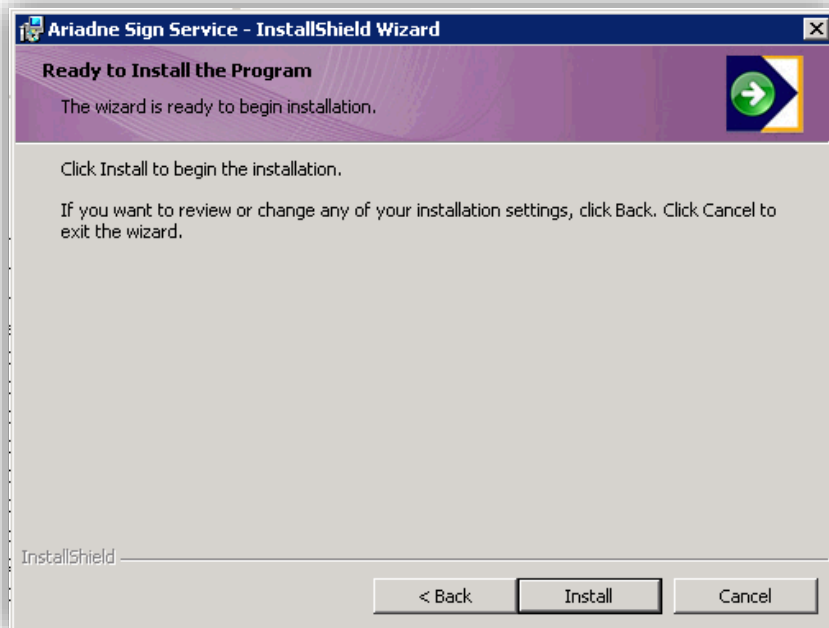 Ariadne Sign Service - InstallShield Wizard
Ready to Install the Program
The wizard is ready to begin installation.
Click Install to begin the installation.
If you want to review or change any of your installation settings, click Back. Click Cancel to
exit the wizard.
InstallShield
< Back Install Cancel